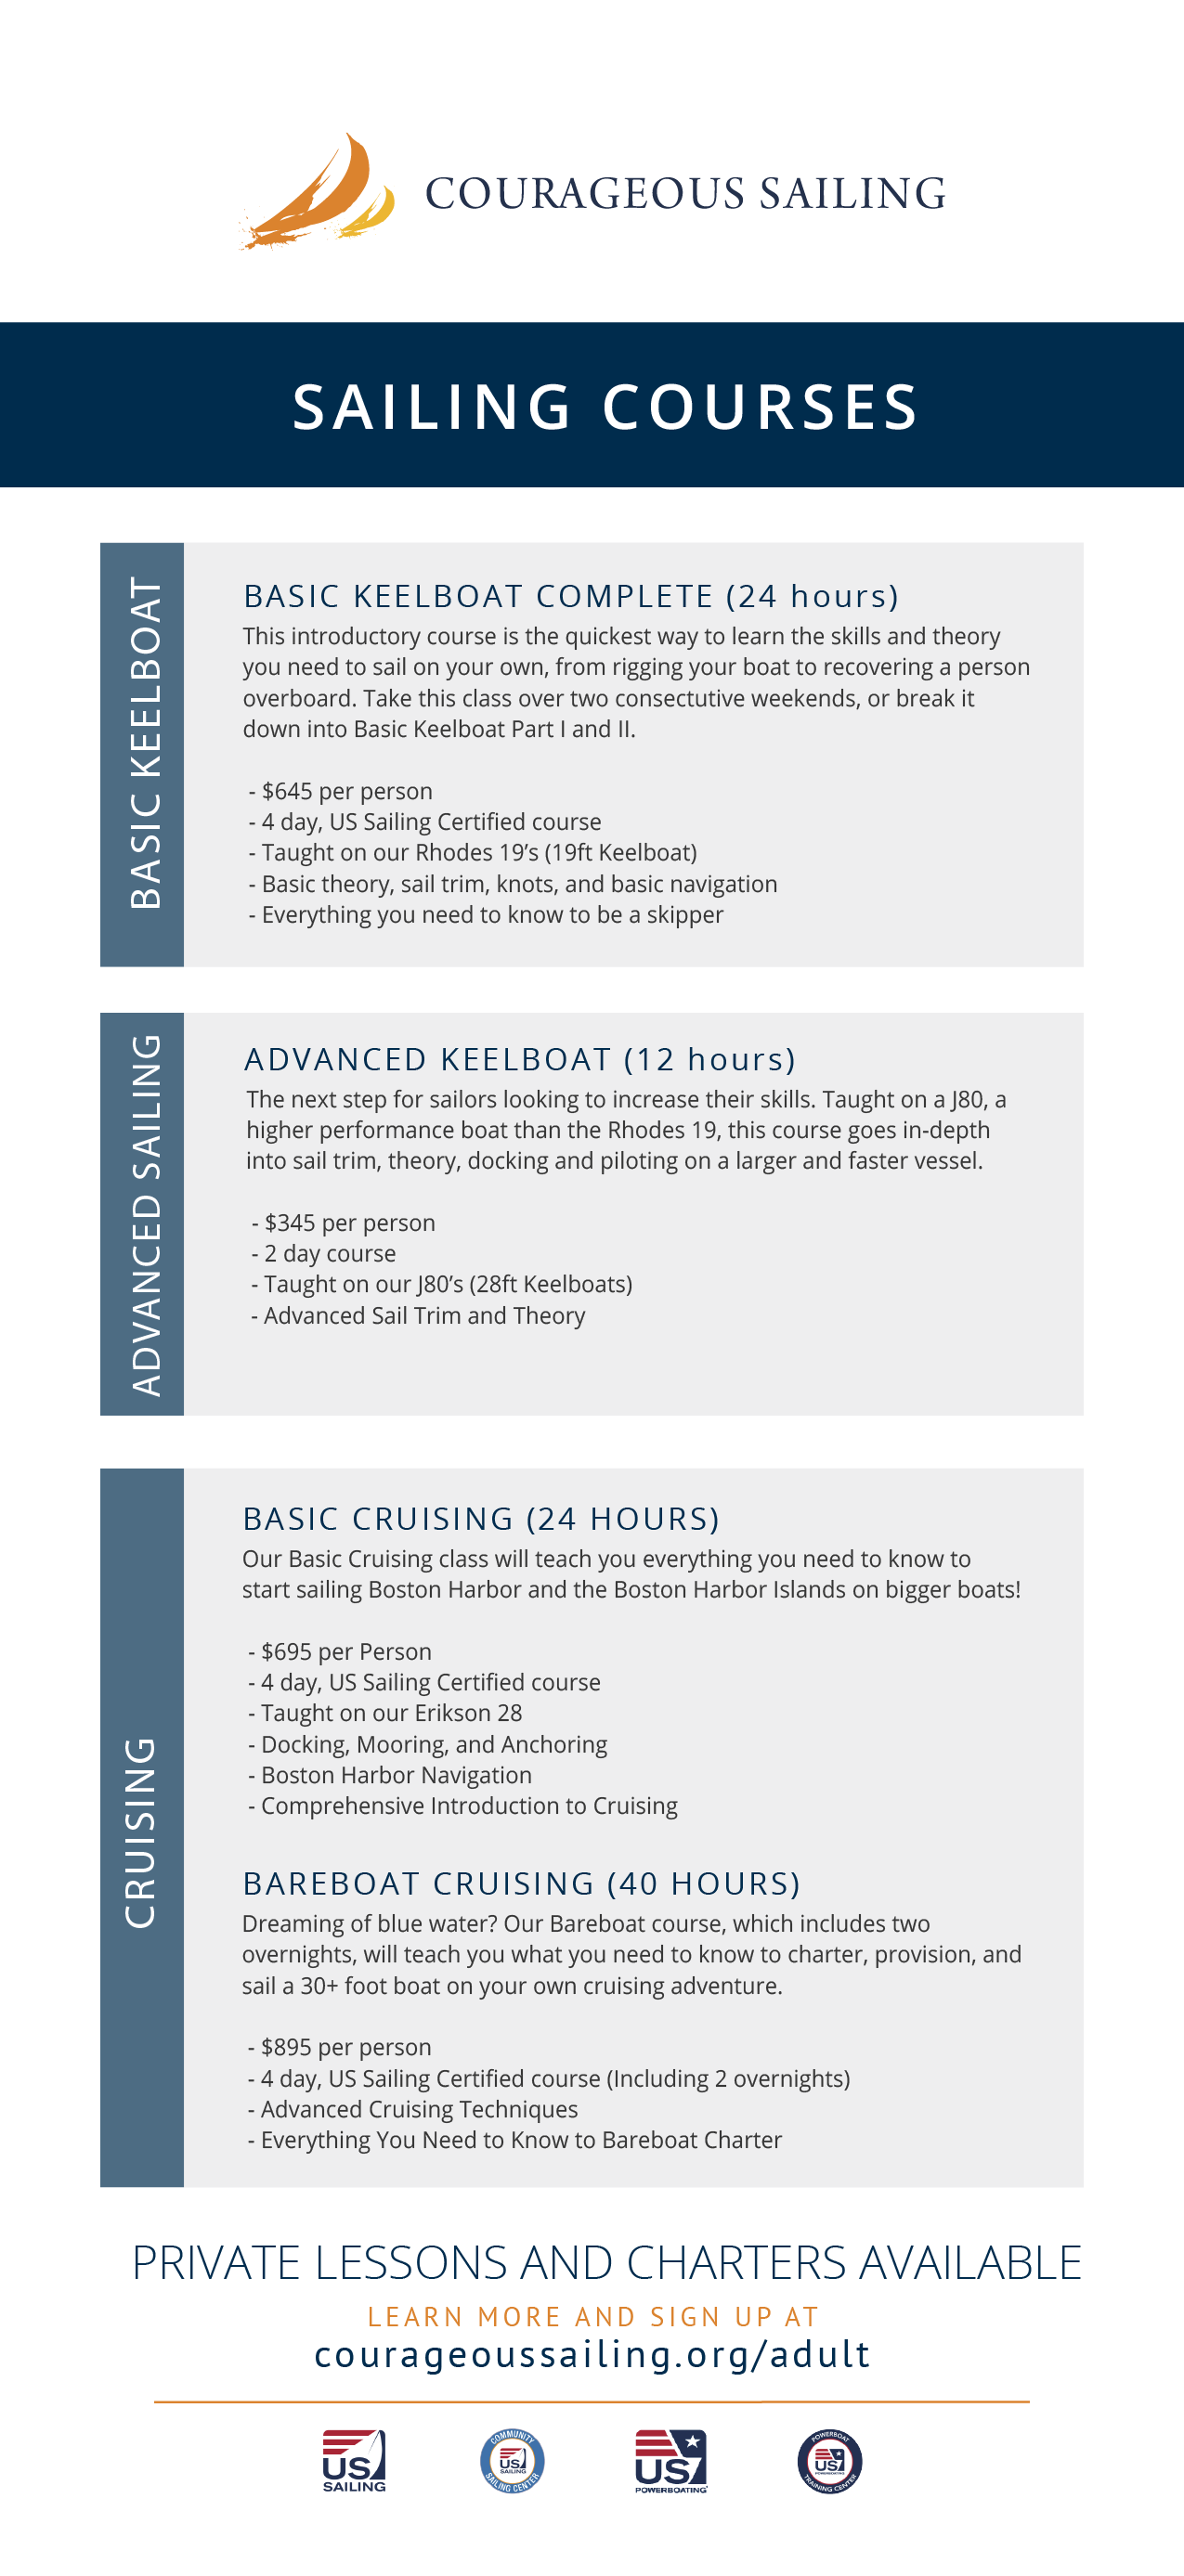 COURAGEOUS SAILING
SAILING COURSES
BASIC KEELBOAT
BASIC KEELBOAT COMPLETE (24 hours)
This introductory course is the quickest way to learn the skills and theory
you need to sail on your own, from rigging your boat to recovering a person
overboard. Take this class over two consectutive weekends, or break it
down into Basic Keelboat Part I and II.
- $645 per person
- 4 day, US Sailing Certified course
- Taught on our Rhodes 19’s (19ft Keelboat)
- Basic theory, sail trim, knots, and basic navigation
- Everything you need to know to be a skipper
ADVANCED SAILING
ADVANCED KEELBOAT (12 hours)
The next step for sailors looking to increase their skills. Taught on a J80, a
higher performance boat than the Rhodes 19, this course goes in-depth
into sail trim, theory, docking and piloting on a larger and faster vessel.
- $345 per person
- 2 day course
- Taught on our J80’s (28ft Keelboats)
- Advanced Sail Trim and Theory
CRUISING
BASIC CRUISING (24 HOURS)
Our Basic Cruising class will teach you everything you need to know to
start sailing Boston Harbor and the Boston Harbor Islands on bigger boats!
- $695 per Person
- 4 day, US Sailing Certified course
- Taught on our Erikson 28
- Docking, Mooring, and Anchoring
- Boston Harbor Navigation
- Comprehensive Introduction to Cruising
BAREBOAT CRUISING (40 HOURS)
Dreaming of blue water? Our Bareboat course, which includes two
overnights, will teach you what you need to know to charter, provision, and
sail a 30+ foot boat on your own cruising adventure.
- $895 per person
- 4 day, US Sailing Certified course (Including 2 overnights)
- Advanced Cruising Techniques
- Everything You Need to Know to Bareboat Charter
PRIVATE LESSONS AND CHARTERS AVAILABLE
LEARN MORE AND SIGN UP AT
courageoussailing.org/adult
US
SAILING
COMMUNITY
US
SAILING
SAILING CENTER
US
POWERBOATING
POWERBOAT
US
POWERBOATING
TRAINING CENTER